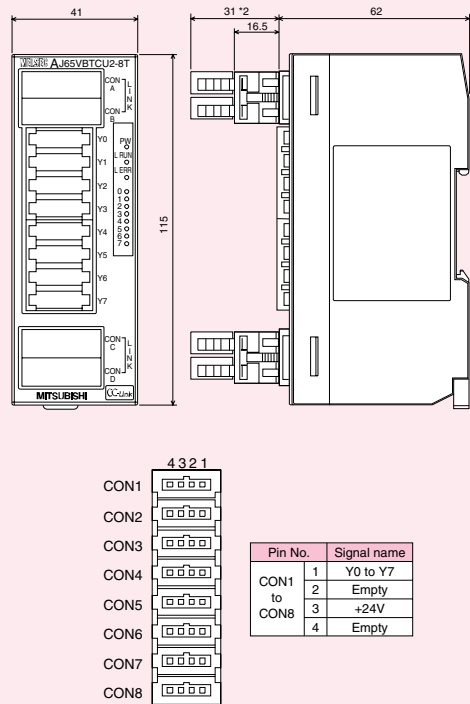 41
31 *2
16.5
62
115
MELSEC AJ65VBTCU2-8T
CON A
CON B
LINK
Y0
Y1
Y2
Y3
Y4
Y5
Y6
Y7
PW
L RUN
L ERR
0
1
2
3
4
5
6
7
CON C
CON D
LINK
MITSUBISHI
CC-Link
4 3 2 1
CON1
CON2
CON3
CON4
CON5
CON6
CON7
CON8
Pin No. Signal name
CON1 to CON8
1 Y0 to Y7
2 Empty
3 +24V
4 Empty